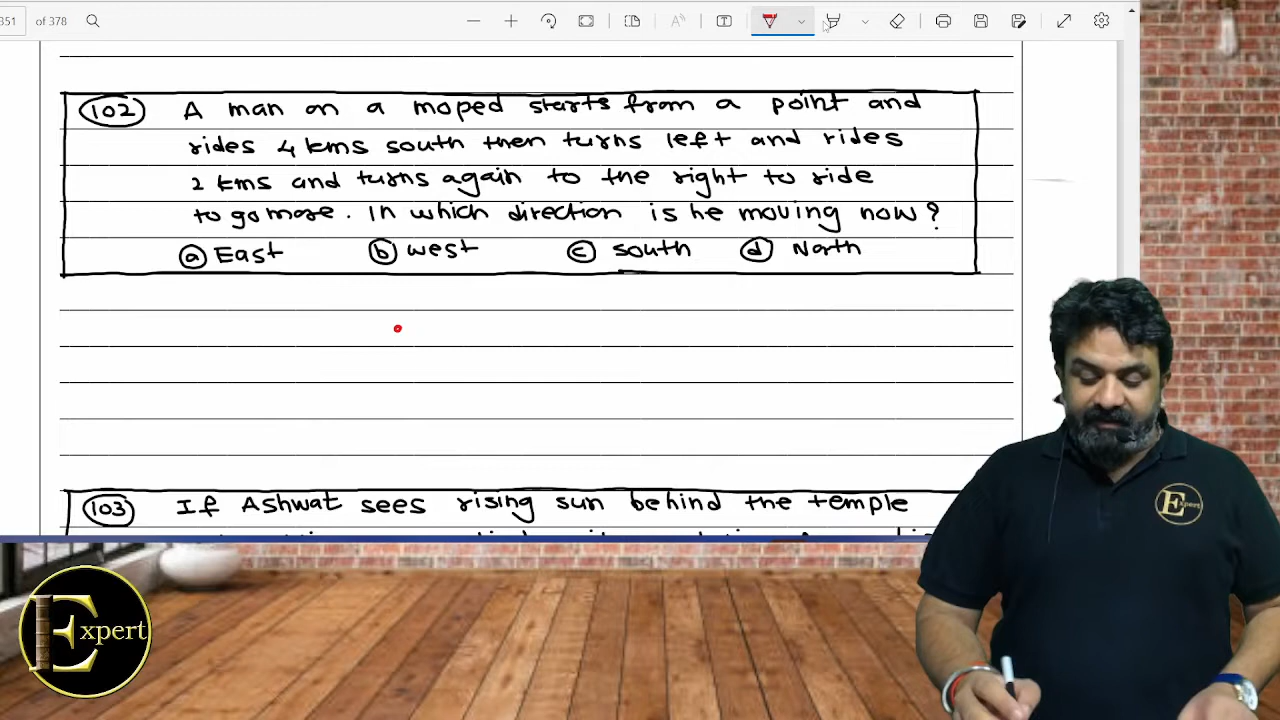 351 of 378
102 A man on a moped starts from a point and
rides 4 kms south then turns left and rides
2 kms and turns again to the right to ride
to go more. In which direction is he moving now?
a East b west c south d North
103 If Ashwat sees rising sun behind the temple
Expert
Expert